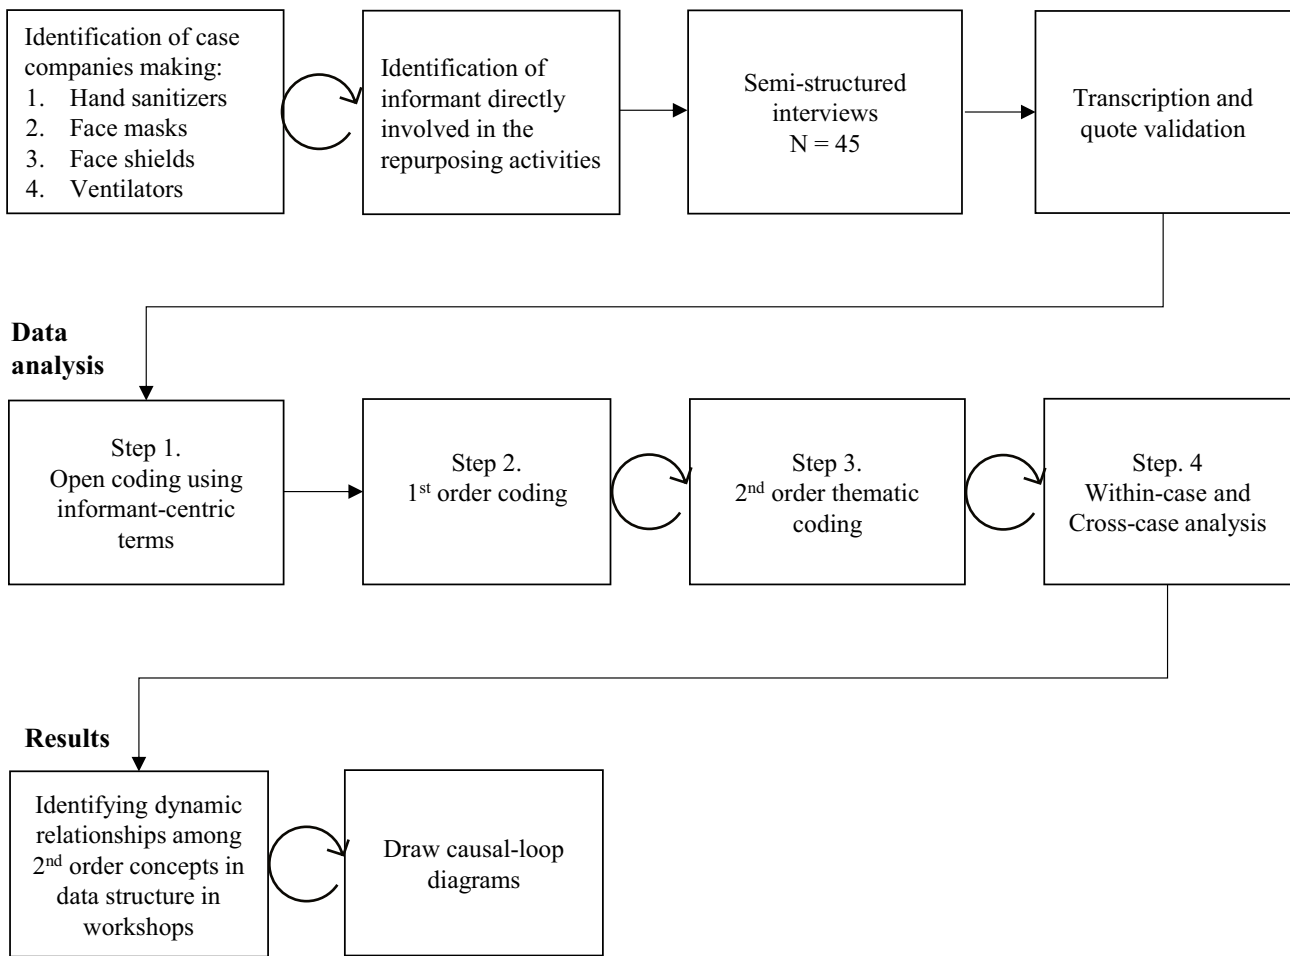 Identification of case
companies making:
1. Hand sanitizers
2. Face masks
3. Face shields
4. Ventilators
Identification of
informant directly
involved in the
repurposing activities
Semi-structured
interviews
N = 45
Transcription and
quote validation
Data
analysis
Step 1.
Open coding using
informant-centric
terms
Step 2.
1st order coding
Step 3.
2nd order thematic
coding
Step. 4
Within-case and
Cross-case analysis
Results
Identifying dynamic
relationships among
2nd order concepts in
data structure in
workshops
Draw causal-loop
diagrams